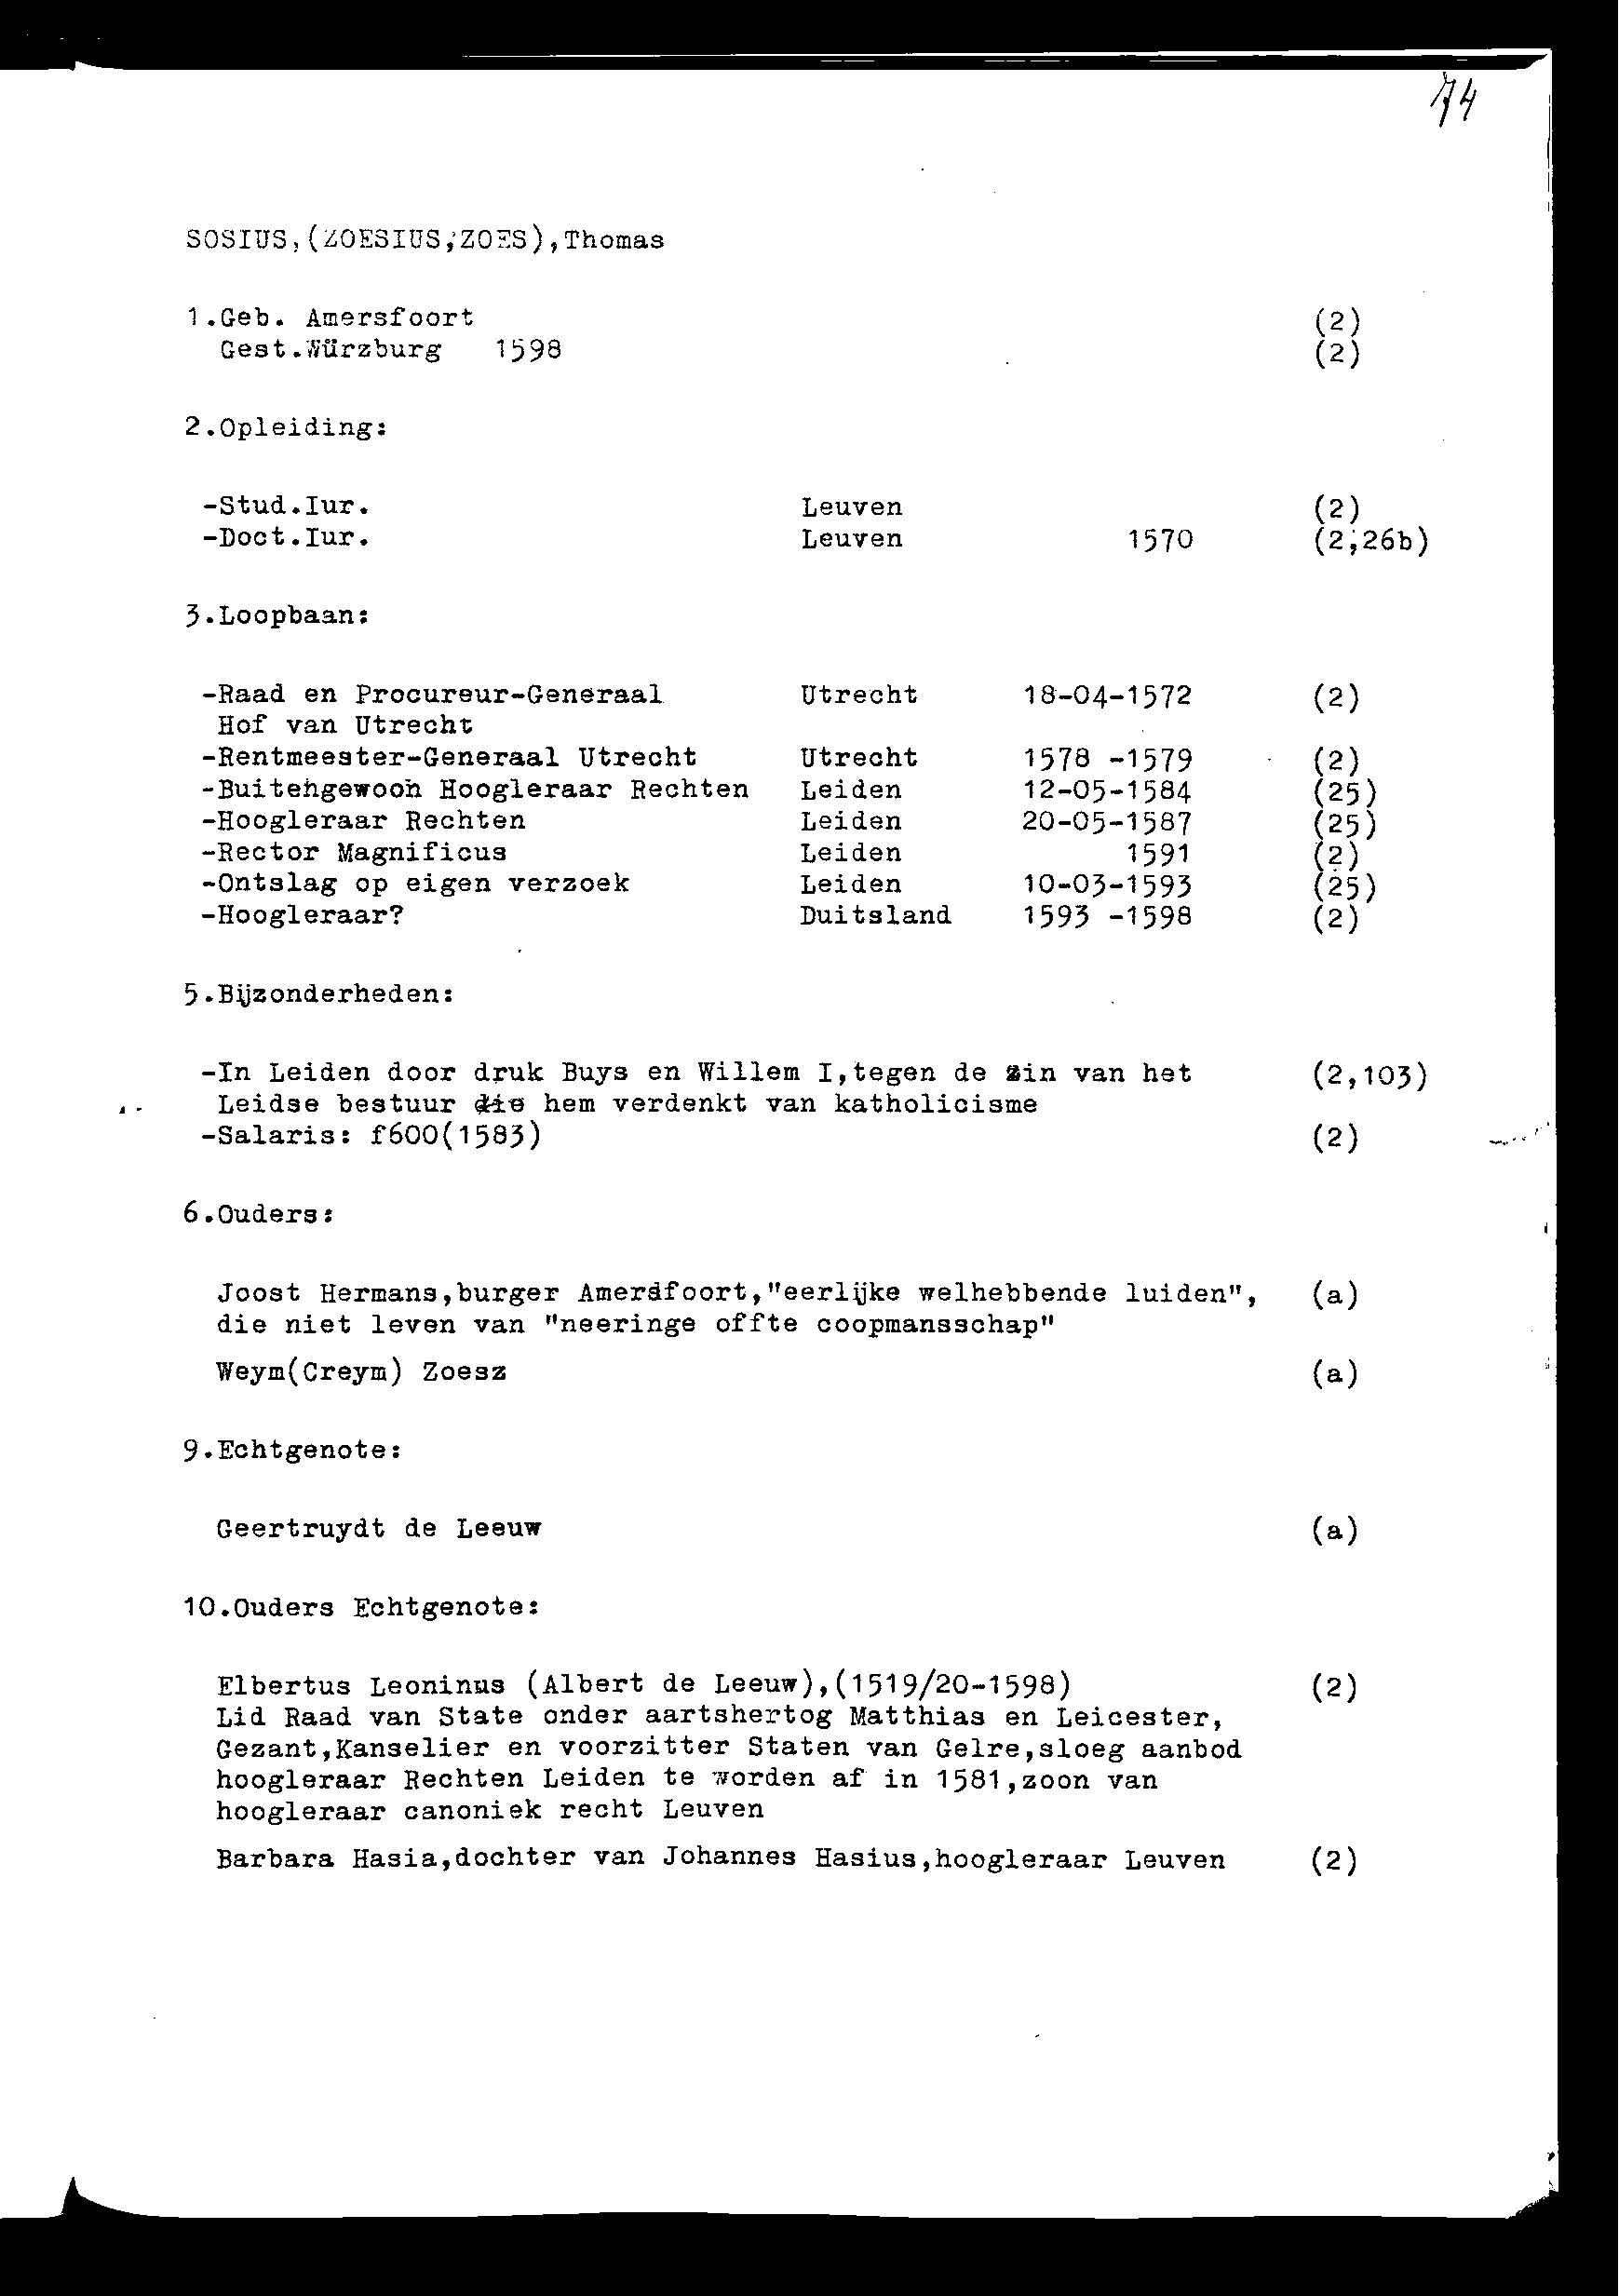 74
SOSIUS,(ZOESIUS,ZOES),Thomas
1.Geb. Amersfoort (2)
Gest.Würzburg 1598 (2)
2.Opleiding:
-Stud.Iur. Leuven (2)
-Doct.Iur. Leuven 1570 (2,26b)
3.Loopbaan:
-Raad en Procureur-Generaal Utrecht 18-04-1572 (2)
Hof van Utrecht
-Rentmeester-Generaal Utrecht Utrecht 1578 -1579 (2)
-Buitengewoon Hoogleraar Rechten Leiden 12-05-1584 (25)
-Hoogleraar Rechten Leiden 20-05-1587 (25)
-Rector Magnificus Leiden 1591 (2)
-Ontslag op eigen verzoek Leiden 10-03-1593 (25)
-Hoogleraar? Duitsland 1593 -1598 (2)
5.Bijzonderheden:
-In Leiden door druk Buys en Willem I,tegen de zin van het (2,103)
Leidse bestuur die hem verdenkt van katholicisme
-Salaris: f600(1583) (2)
6.Ouders:
Joost Hermans,burger Amersfoort,"eerlijke welhebbende luiden", (a)
die niet leven van "neeringe offte coopmansschap"
Weym(Creym) Zoesz (a)
9.Echtgenote:
Geertruydt de Leeuw (a)
10.Ouders Echtgenote:
Elbertus Leoninus (Albert de Leeuw),(1519/20-1598) (2)
Lid Raad van State onder aartshertog Matthias en Leicester,
Gezant,Kanselier en voorzitter Staten van Gelre,sloeg aanbod
hoogleraar Rechten Leiden te worden af in 1581,zoon van
hoogleraar canoniek recht Leuven
Barbara Hasia,dochter van Johannes Hasius,hoogleraar Leuven (2)